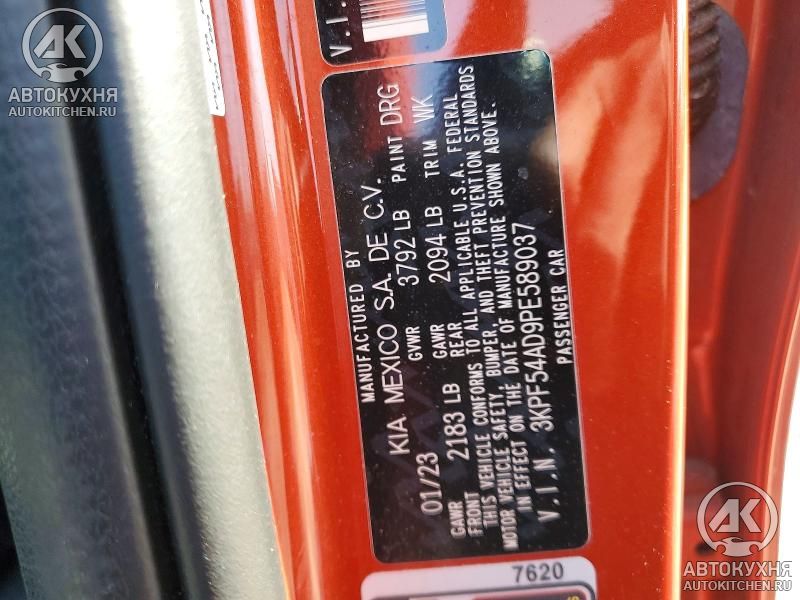 АК
АВТОКУХНЯ
AUTOKITCHEN.RU
V.I.
MANUFACTURED BY
KIA MEXICO S.A. DE C.V.
01/23 GVWR 3792 LB PAINT DRG
GAWR FRONT 2183 LB GAWR REAR 2094 LB TRIM WK
THIS VEHICLE CONFORMS TO ALL APPLICABLE U.S.A. FEDERAL
MOTOR VEHICLE SAFETY, BUMPER, AND THEFT PREVENTION STANDARDS
IN EFFECT ON THE DATE OF MANUFACTURE SHOWN ABOVE.
V.I.N. 3KPF54AD9PE589037
PASSENGER CAR
7620
АК
АВТОКУХНЯ
AUTOKITCHEN.RU